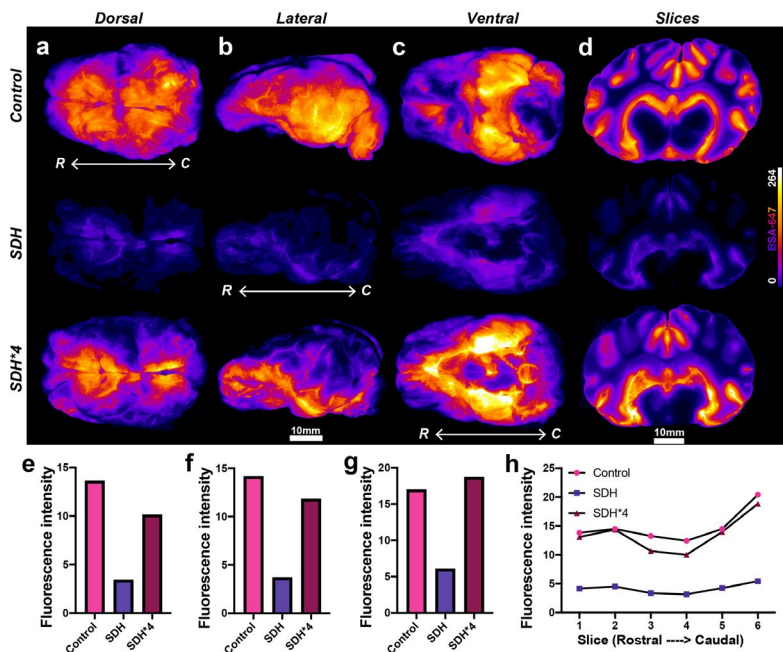 Dorsal Lateral Ventral Slices
a b c d
Control
R C
SDH
R C
SDH*4
10mm
R C
10mm
0 BSA-647 264
e f g h
Fluorescence intensity
15
10
5
0
Control SDH SDH*4
Fluorescence intensity
15
10
5
0
Control SDH SDH*4
Fluorescence intensity
20
15
10
5
0
Control SDH SDH*4
Fluorescence intensity
25
20
15
10
5
0
Control
SDH
SDH*4
1 2 3 4 5 6
Slice (Rostral ----> Caudal)